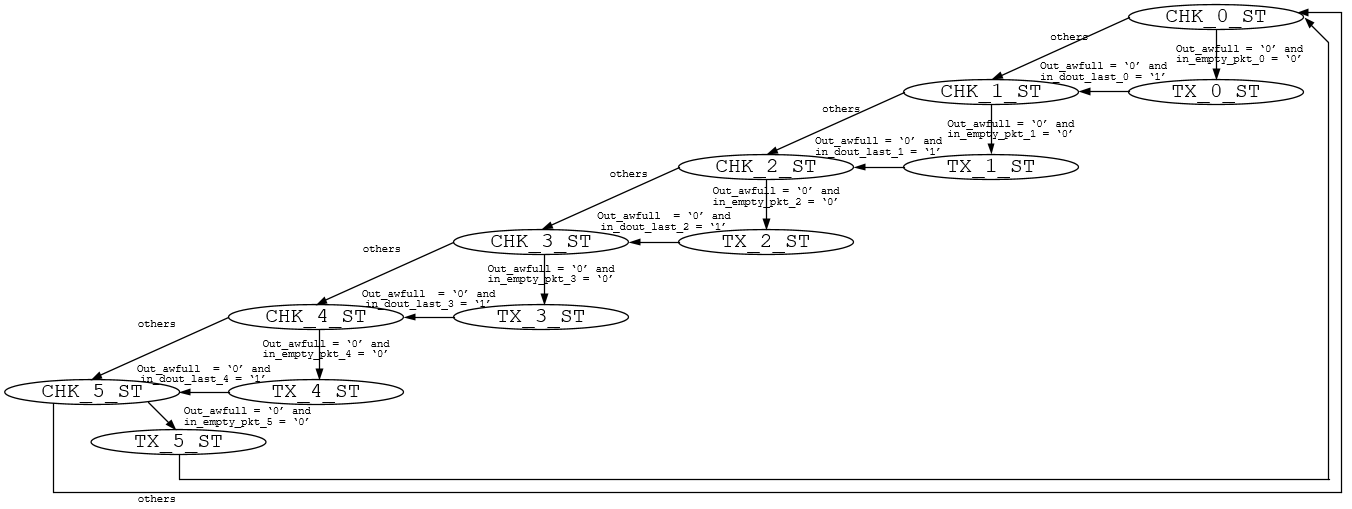 CHK_0_ST
others
Out_awfull = ‘0’ and
in_empty_pkt_0 = ‘0’
Out_awfull = ‘0’ and
in_dout_last_0 = ‘1’
CHK_1_ST
TX_0_ST
others
Out_awfull = ‘0’ and
in_empty_pkt_1 = ‘0’
Out_awfull = ‘0’ and
in_dout_last_1 = ‘1’
CHK_2_ST
TX_1_ST
others
Out_awfull = ‘0’ and
in_empty_pkt_2 = ‘0’
Out_awfull = ‘0’ and
in_dout_last_2 = ‘1’
CHK_3_ST
TX_2_ST
others
Out_awfull = ‘0’ and
in_empty_pkt_3 = ‘0’
Out_awfull = ‘0’ and
in_dout_last_3 = ‘1’
CHK_4_ST
TX_3_ST
others
Out_awfull = ‘0’ and
in_empty_pkt_4 = ‘0’
Out_awfull = ‘0’ and
in_dout_last_4 = ‘1’
CHK_5_ST
TX_4_ST
Out_awfull = ‘0’ and
in_empty_pkt_5 = ‘0’
TX_5_ST
others